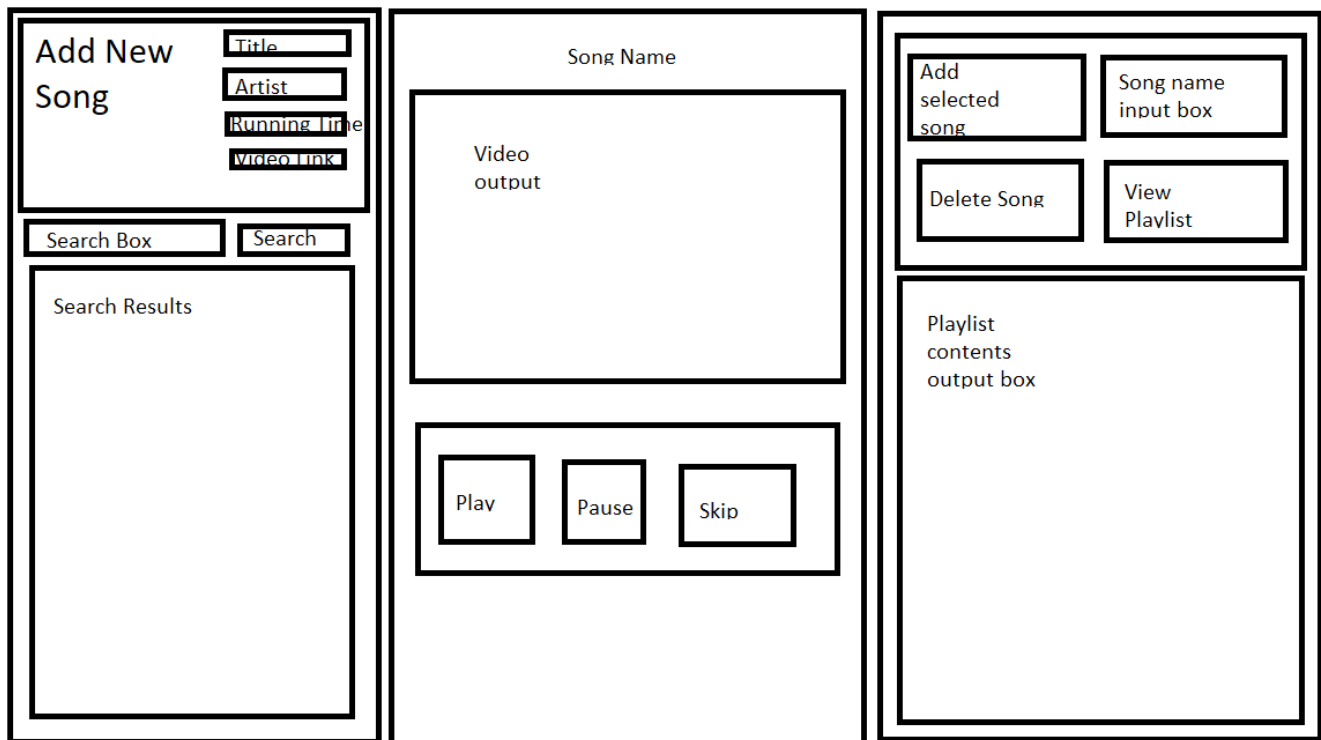 Add New
Song
Title
Artist
Running Time
Video Link
Search Box
Search
Search Results
Song Name
Video
output
Play
Pause
Skip
Add
selected
song
Song name
input box
Delete Song
View
Playlist
Playlist
contents
output box